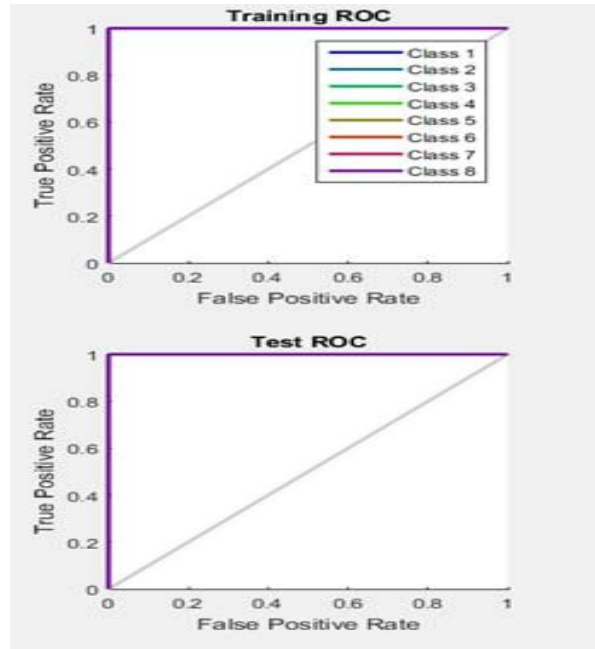 Training ROC
1
0.8
0.6
0.4
0.2
0
True Positive Rate
Class 1
Class 2
Class 3
Class 4
Class 5
Class 6
Class 7
Class 8
0 0.2 0.4 0.6 0.8 1
False Positive Rate
Test ROC
1
0.8
0.6
0.4
0.2
0
True Positive Rate
0 0.2 0.4 0.6 0.8 1
False Positive Rate